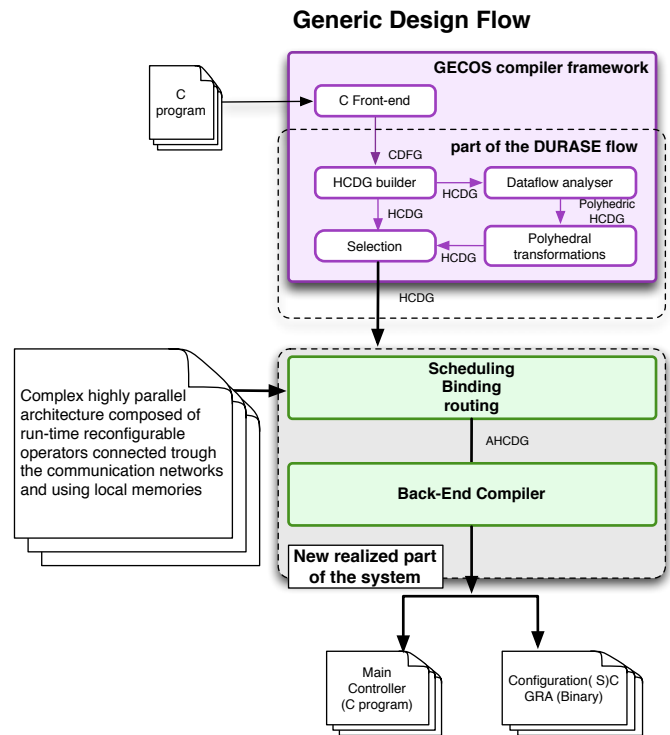 Generic Design Flow
GECOS compiler framework
C
program
C Front-end
part of the DURASE flow
CDFG
HCDG builder
HCDG
Dataflow analyser
HCDG
Polyhedric
HCDG
Selection
HCDG
Polyhedral
transformations
HCDG
Complex highly parallel
architecture composed of
run-time reconfigurable
operators connected trough
the communication networks
and using local memories
Scheduling
Binding
routing
AHCDG
Back-End Compiler
New realized part
of the system
Main
Controller
(C program)
Configuration( S)C
GRA (Binary)